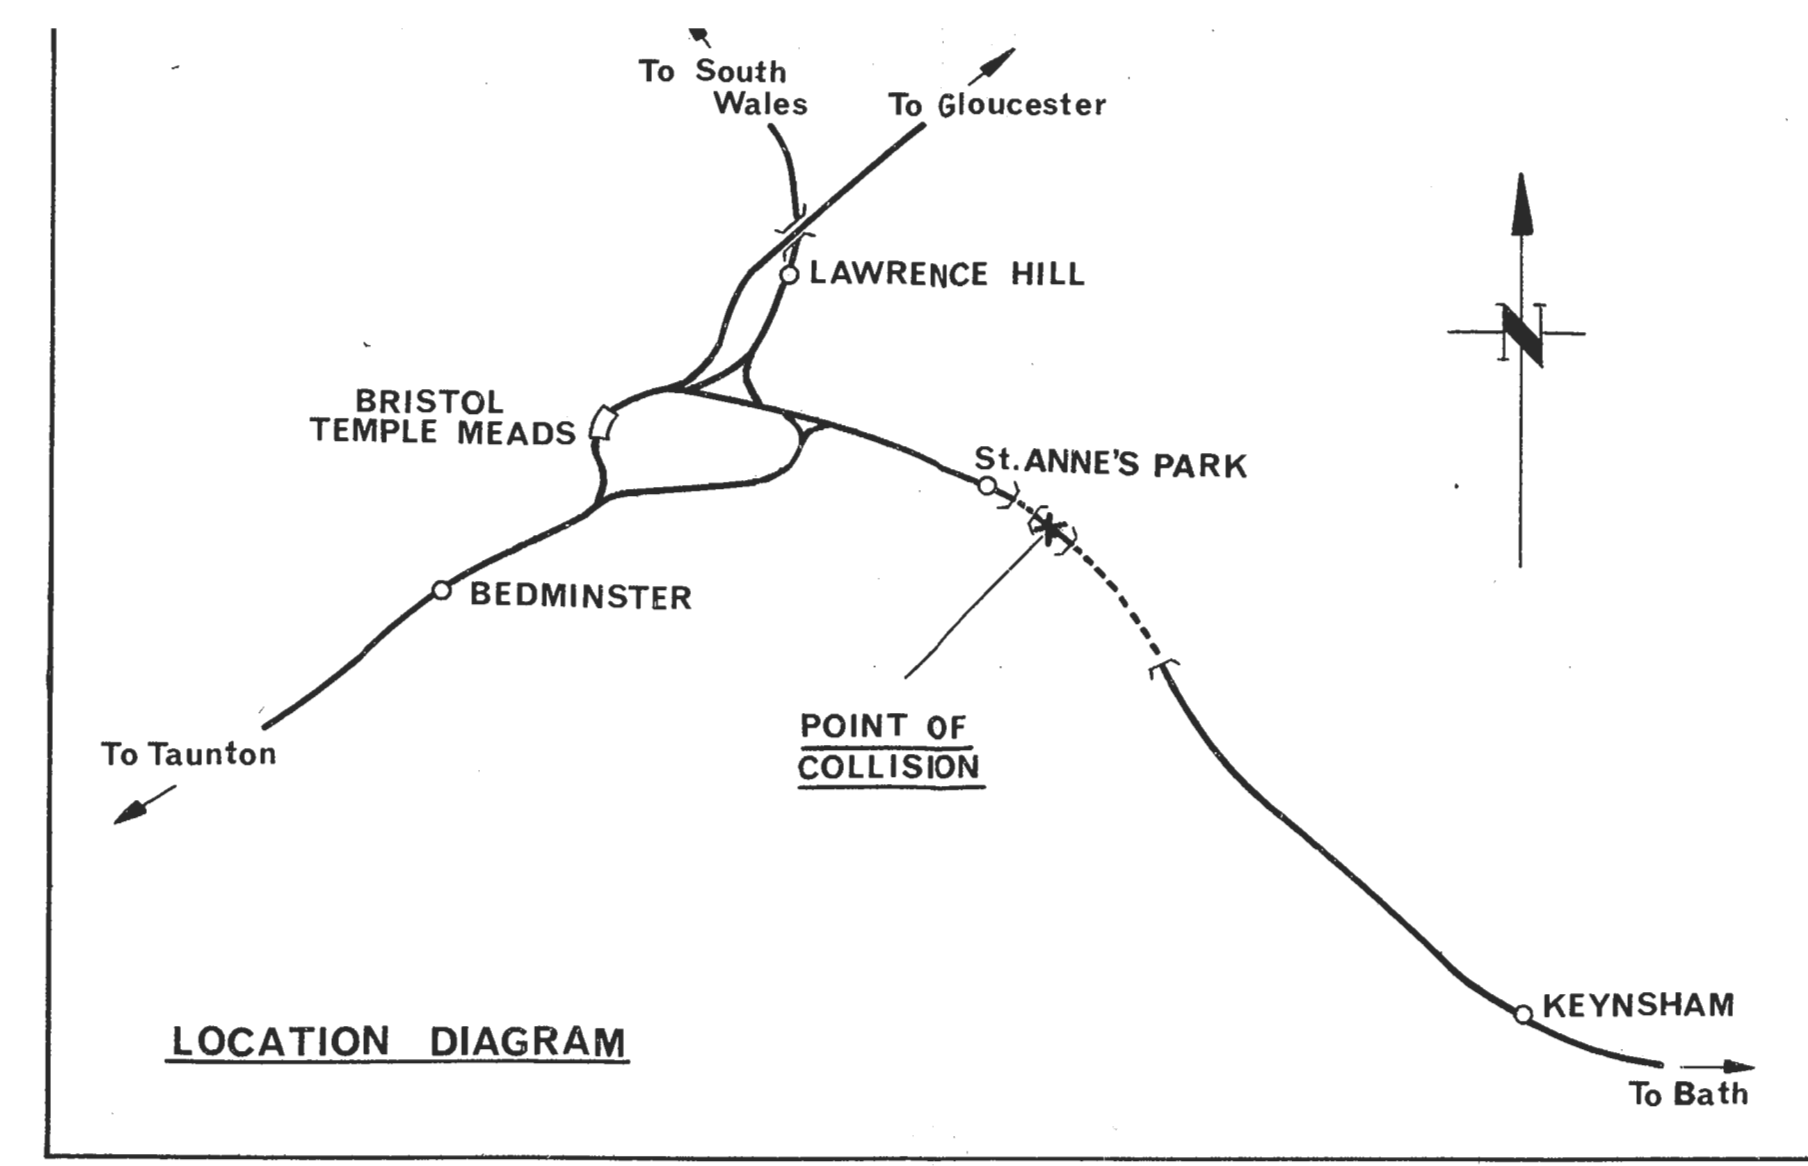 To South
Wales
To Gloucester
LAWRENCE HILL
N
BRISTOL
TEMPLE MEADS
St. ANNE'S PARK
BEDMINSTER
POINT OF
COLLISION
To Taunton
KEYNSHAM
LOCATION DIAGRAM
To Bath